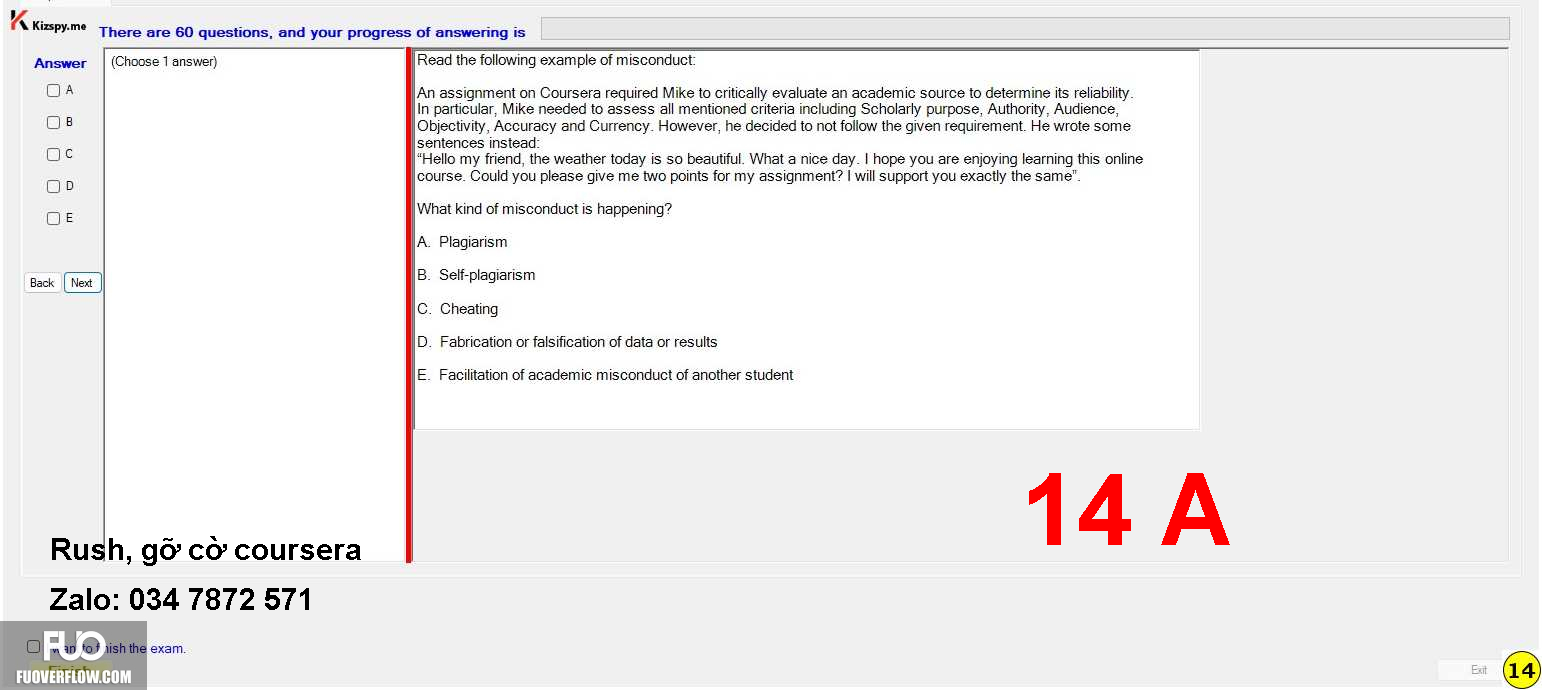 Kizspy.me
There are 60 questions, and your progress of answering is
Answer
(Choose 1 answer)
A
B
C
D
E
Back
Next
Read the following example of misconduct:
An assignment on Coursera required Mike to critically evaluate an academic source to determine its reliability.
In particular, Mike needed to assess all mentioned criteria including Scholarly purpose, Authority, Audience,
Objectivity, Accuracy and Currency. However, he decided to not follow the given requirement. He wrote some
sentences instead:
“Hello my friend, the weather today is so beautiful. What a nice day. I hope you are enjoying learning this online
course. Could you please give me two points for my assignment? I will support you exactly the same”.
What kind of misconduct is happening?
A. Plagiarism
B. Self-plagiarism
C. Cheating
D. Fabrication or falsification of data or results
E. Facilitation of academic misconduct of another student
14 A
Rush, gỡ cờ coursera
Zalo: 034 7872 571
FUO
want to finish the exam.
Finish
FUOVERFLOW.COM
Exit
14